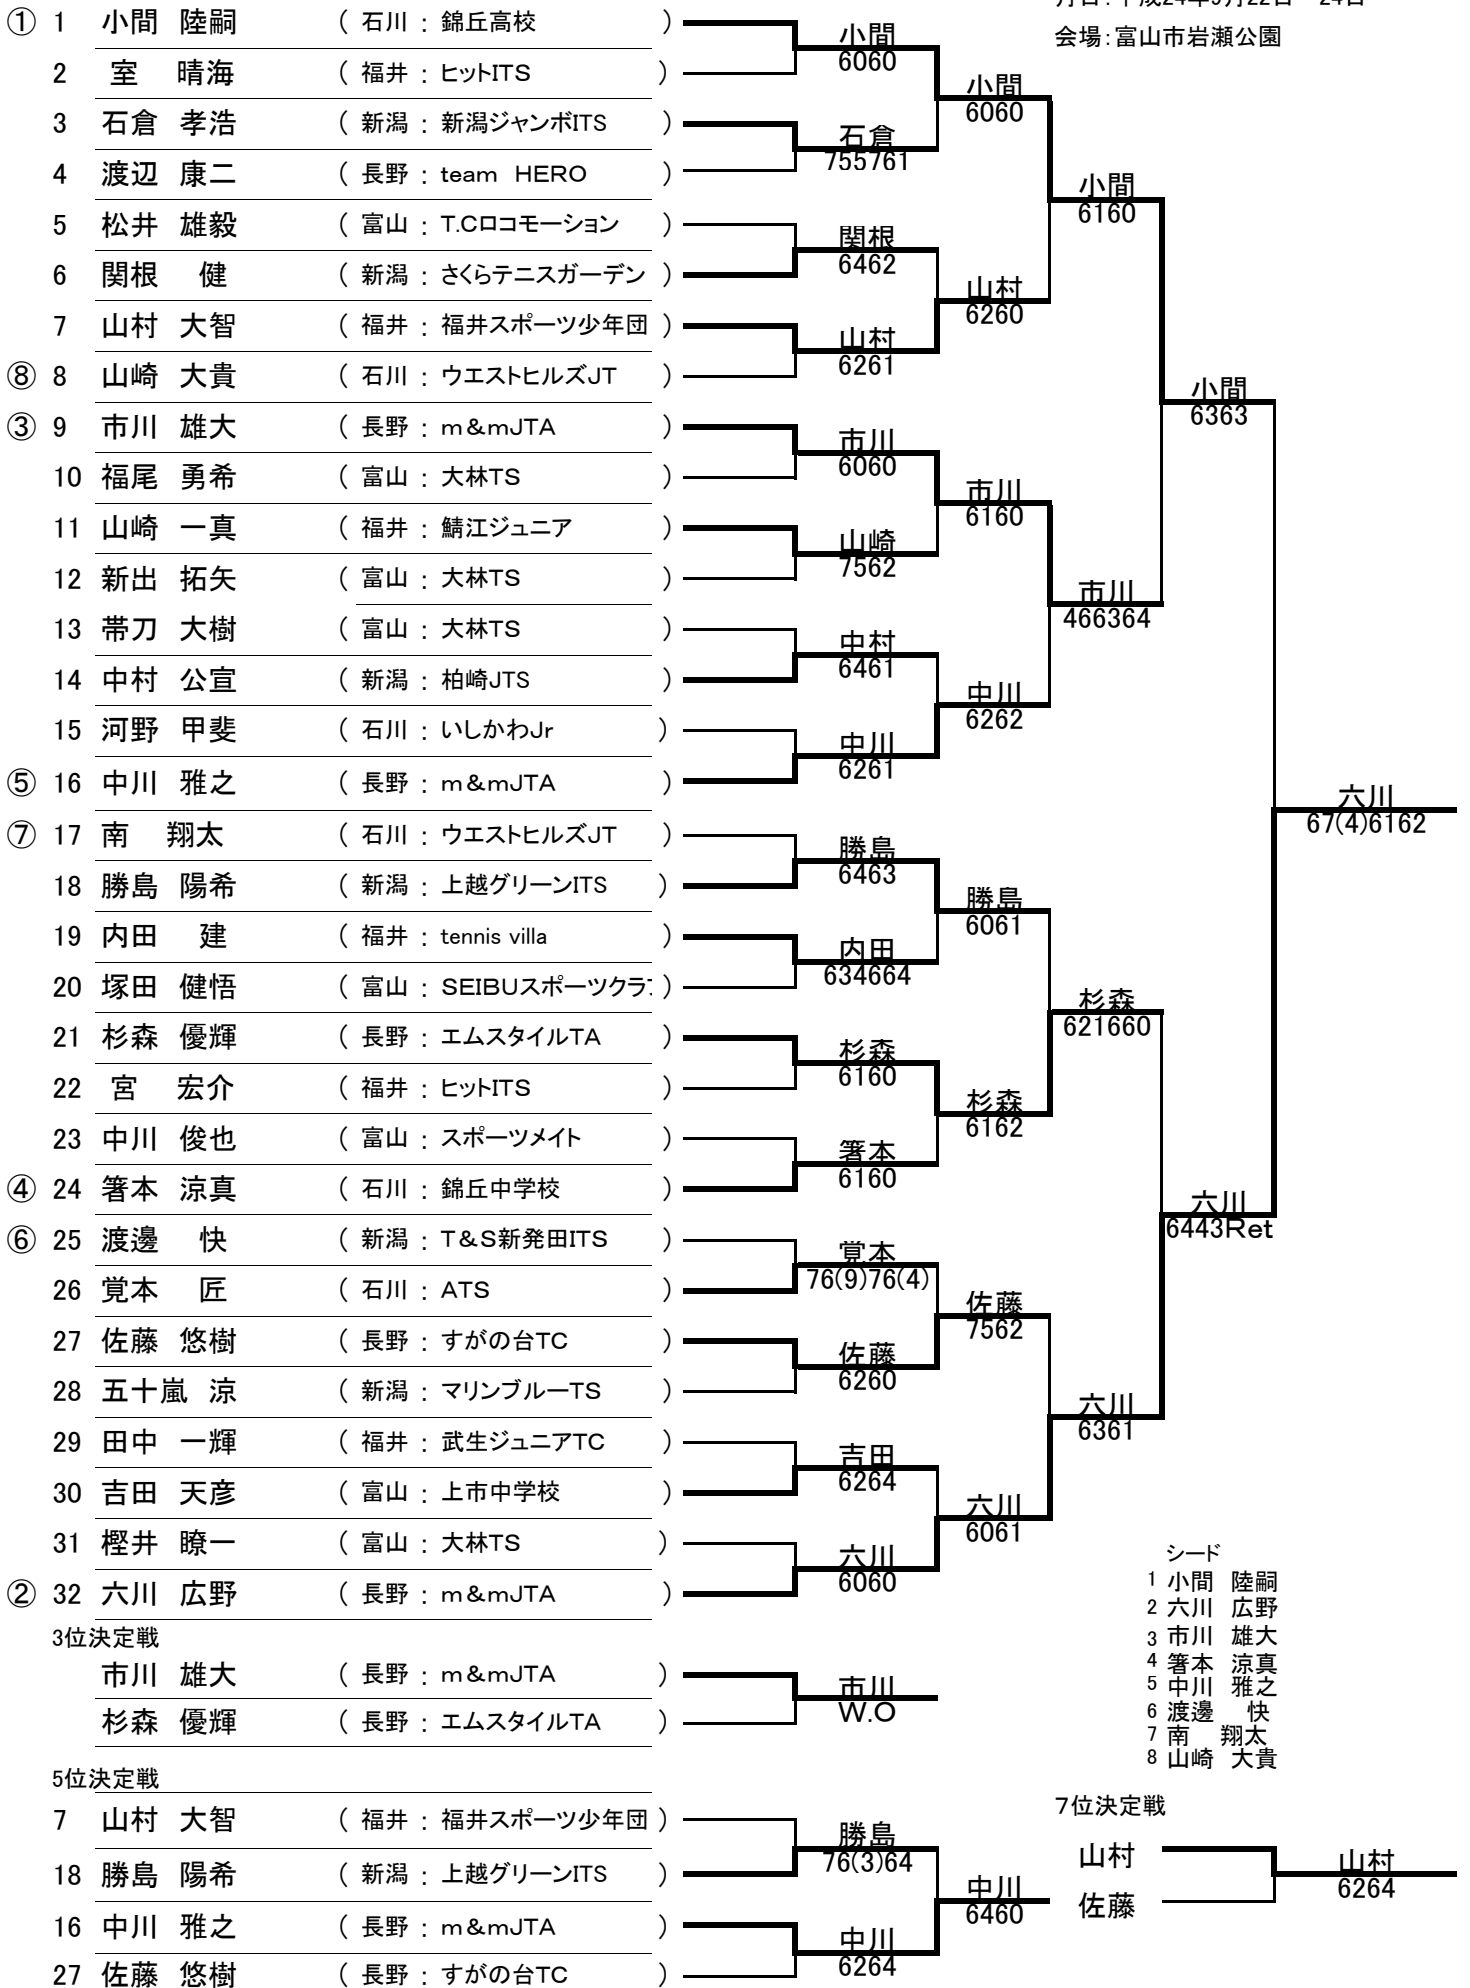 月日：平成24年9月22日～24日
会場：富山市岩瀬公園
① 1 小間 陸嗣 （ 石川 ： 錦丘高校 ）
2 室 晴海 （ 福井 ： ヒットITS ）
3 石倉 孝浩 （ 新潟 ： 新潟ジャンボITS ）
4 渡辺 康二 （ 長野 ： team HERO ）
5 松井 雄毅 （ 富山 ： T.Cロコモーション ）
6 関根 健 （ 新潟 ： さくらテニスガーデン ）
7 山村 大智 （ 福井 ： 福井スポーツ少年団 ）
⑧ 8 山崎 大貴 （ 石川 ： ウエストヒルズJT ）
③ 9 市川 雄大 （ 長野 ： m＆mJTA ）
10 福尾 勇希 （ 富山 ： 大林TS ）
11 山崎 一真 （ 福井 ： 鯖江ジュニア ）
12 新出 拓矢 （ 富山 ： 大林TS ）
13 帯刀 大樹 （ 富山 ： 大林TS ）
14 中村 公宣 （ 新潟 ： 柏崎JTS ）
15 河野 甲斐 （ 石川 ： いしかわJr ）
⑤ 16 中川 雅之 （ 長野 ： m＆mJTA ）
⑦ 17 南 翔太 （ 石川 ： ウエストヒルズJT ）
18 勝島 陽希 （ 新潟 ： 上越グリーンITS ）
19 内田 建 （ 福井 ： tennis villa ）
20 塚田 健悟 （ 富山 ： SEIBUスポーツクラ ）
21 杉森 優輝 （ 長野 ： エムスタイルTA ）
22 宮 宏介 （ 福井 ： ヒットITS ）
23 中川 俊也 （ 富山 ： スポーツメイト ）
④ 24 箸本 涼真 （ 石川 ： 錦丘中学校 ）
⑥ 25 渡邊 快 （ 新潟 ： T＆S新発田ITS ）
26 覚本 匠 （ 石川 ： ATS ）
27 佐藤 悠樹 （ 長野 ： すがの台TC ）
28 五十嵐 涼 （ 新潟 ： マリンブルーTS ）
29 田中 一輝 （ 福井 ： 武生ジュニアTC ）
30 吉田 天彦 （ 富山 ： 上市中学校 ）
31 樫井 瞭一 （ 富山 ： 大林TS ）
② 32 六川 広野 （ 長野 ： m＆mJTA ）
小間
6060
石倉
755761
関根
6462
山村
6261
市川
6060
山崎
7562
中村
6461
中川
6261
勝島
6463
内田
634664
杉森
6160
箸本
6160
覚本
76(9)76(4)
佐藤
6260
吉田
6264
六川
6060
小間
6060
山村
6260
市川
6160
中川
6262
勝島
6061
杉森
6162
佐藤
7562
六川
6061
小間
6160
市川
466364
杉森
621660
六川
6361
小間
6363
六川
6443Ret
六川
67(4)6162
3位決定戦
市川 雄大 （ 長野 ： m＆mJTA ）
杉森 優輝 （ 長野 ： エムスタイルTA ）
市川
W.O
シード
1 小間 陸嗣
2 六川 広野
3 市川 雄大
4 箸本 涼真
5 中川 雅之
6 渡邊 快
7 南 翔太
8 山崎 大貴
5位決定戦
7 山村 大智 （ 福井 ： 福井スポーツ少年団 ）
18 勝島 陽希 （ 新潟 ： 上越グリーンITS ）
16 中川 雅之 （ 長野 ： m＆mJTA ）
27 佐藤 悠樹 （ 長野 ： すがの台TC ）
勝島
76(3)64
中川
6264
中川
6460
7位決定戦
山村
佐藤
山村
6264